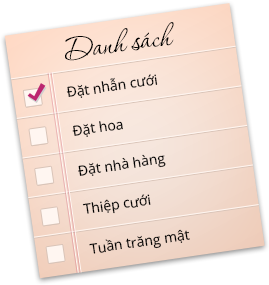 Danh sách
Đặt nhẫn cưới
Đặt hoa
Đặt nhà hàng
Thiệp cưới
Tuần trăng mật